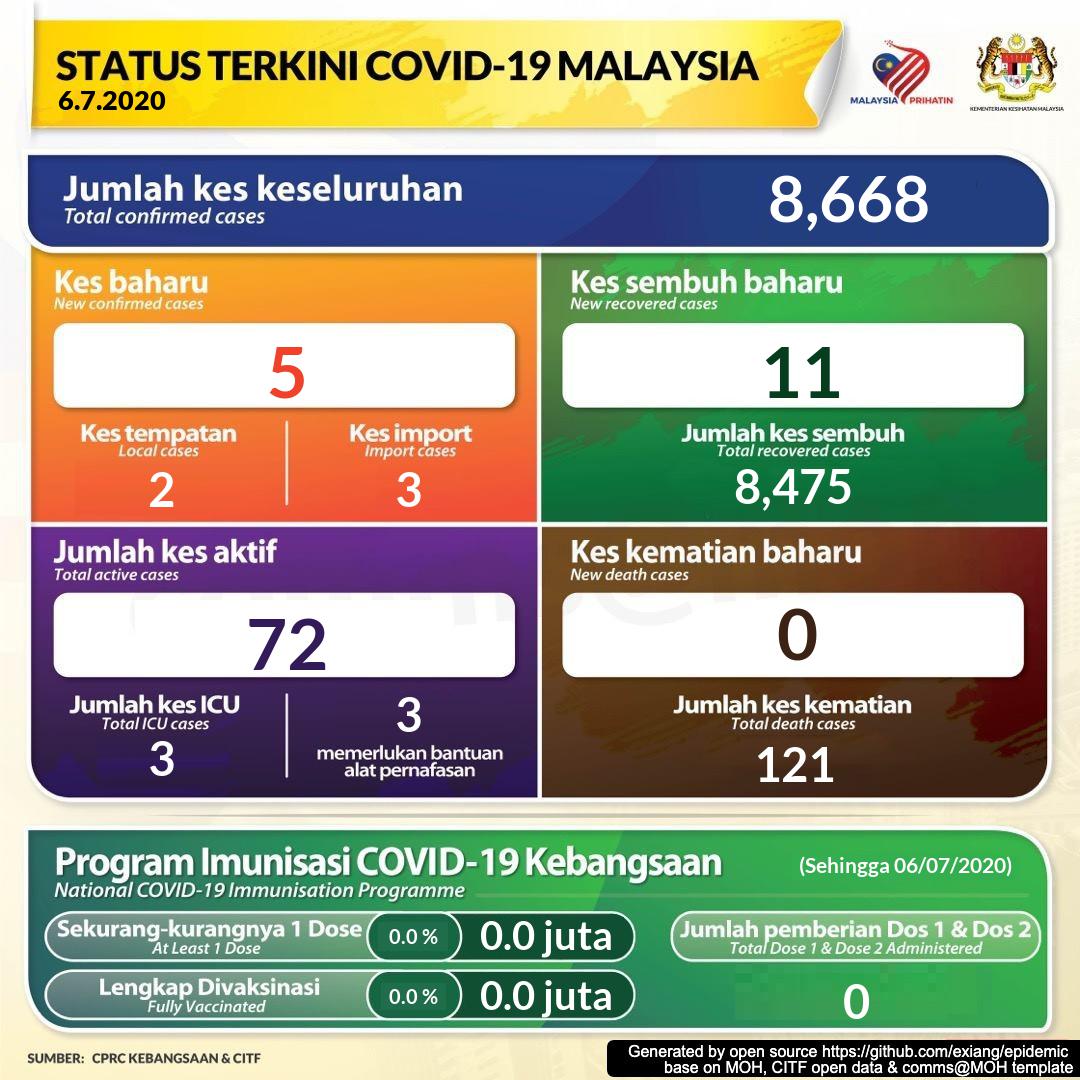 STATUS TERKINI COVID-19 MALAYSIA
6.7.2020
MALAYSIA PRIHATIN
KEMENTERIAN KESIHATAN MALAYSIA
Jumlah kes keseluruhan
Total confirmed cases
8,668
Kes baharu
New confirmed cases
5
Kes tempatan
Local cases
2
Kes import
Import cases
3
Kes sembuh baharu
New recovered cases
11
Jumlah kes sembuh
Total recovered cases
8,475
Jumlah kes aktif
Total active cases
72
Jumlah kes ICU
Total ICU cases
3
3
memerlukan bantuan
alat pernafasan
Kes kematian baharu
New death cases
0
Jumlah kes kematian
Total death cases
121
Program Imunisasi COVID-19 Kebangsaan
National COVID-19 Immunisation Programme
(Sehingga 06/07/2020)
Sekurang-kurangnya 1 Dose
At Least 1 Dose
0.0 %
0.0 juta
Lengkap Divaksinasi
Fully Vaccinated
0.0 %
0.0 juta
Jumlah pemberian Dos 1 & Dos 2
Total Dose 1 & Dose 2 Administered
0
SUMBER: CPRC KEBANGSAAN & CITF
Generated by open source https://github.com/exiang/epidemic
base on MOH, CITF open data & comms@MOH template